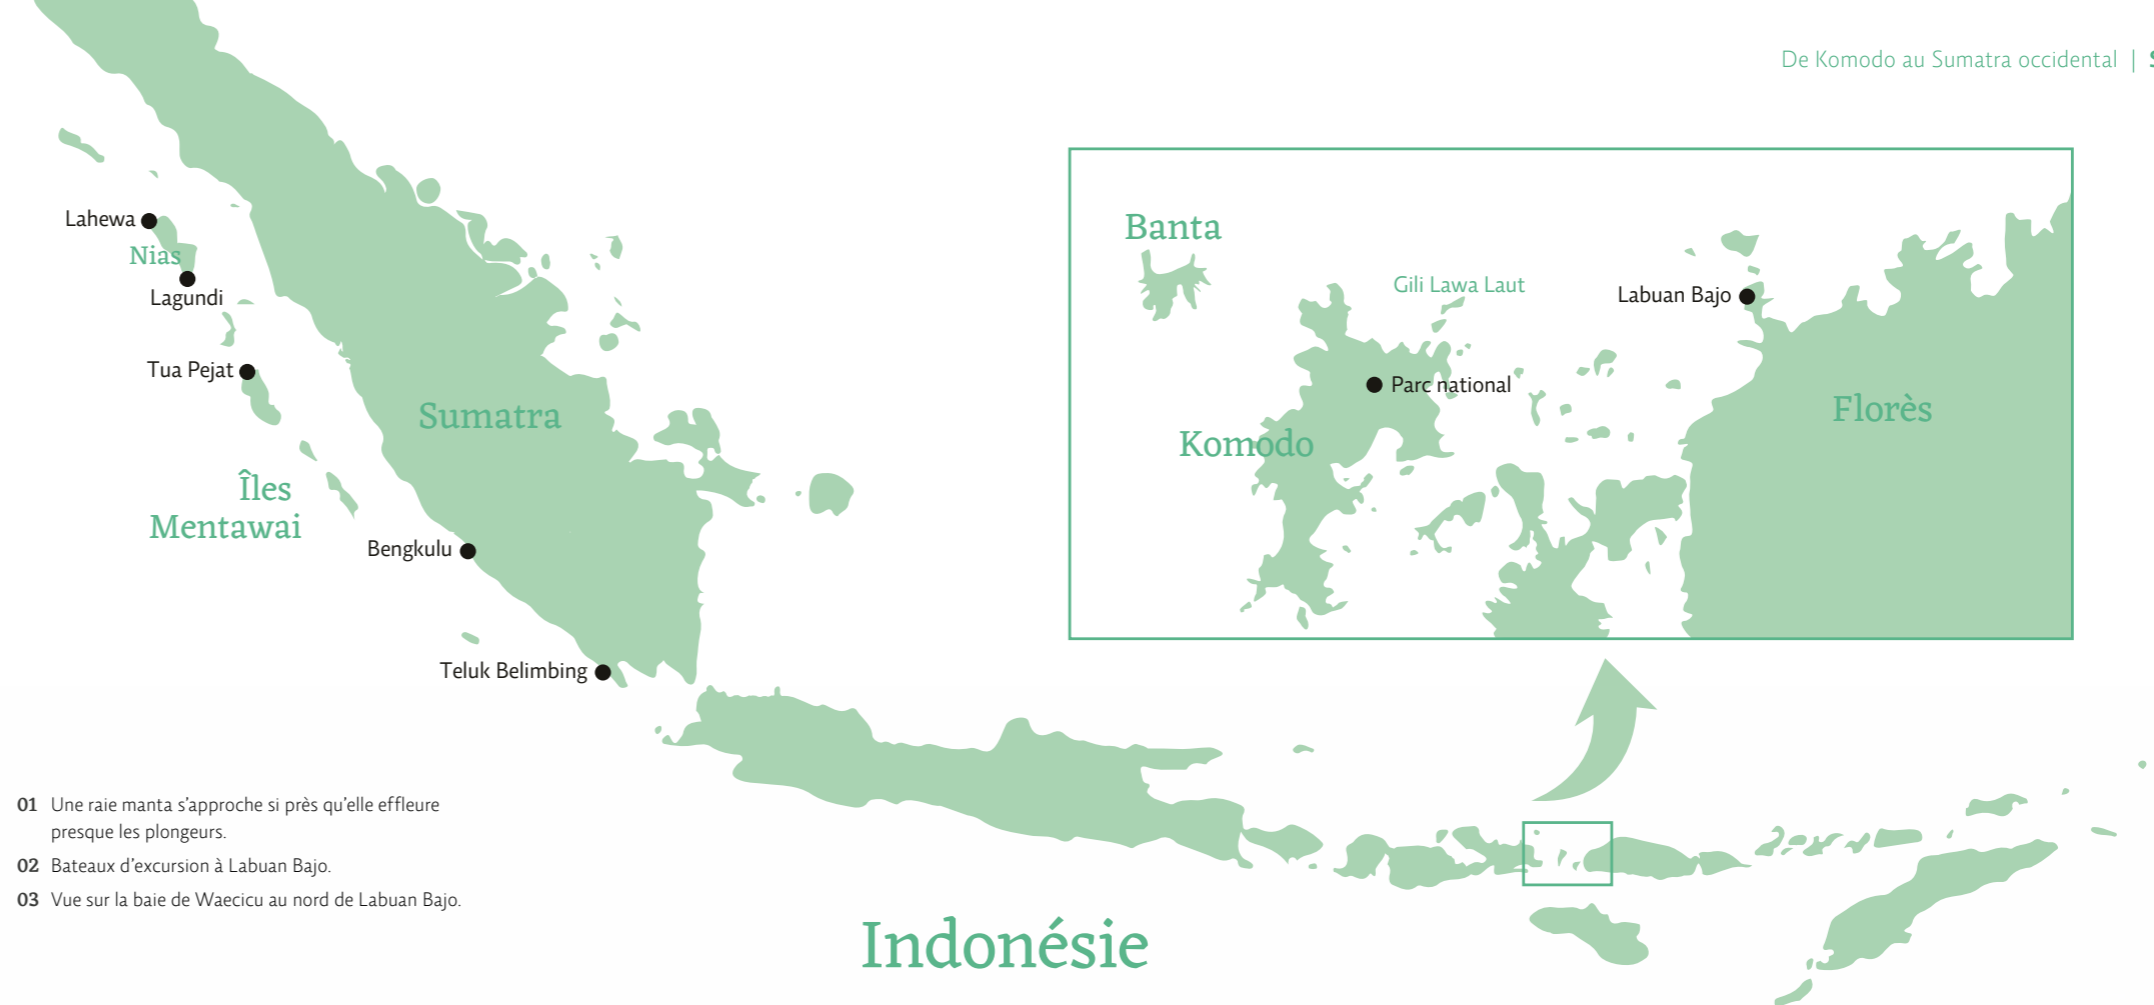 De Komodo au Sumatra occidental |
Banta
Lahewa
Nias
Gili Lawa Laut
Labuan Bajo
Lagundi
Tua Pejat
Parc national
Sumatra
Florès
Komodo
Îles
Mentawai
Bengkulu
Teluk Belimbing
01 Une raie manta s’approche si près qu’elle effleure
presque les plongeurs.
02 Bateaux d’excursion à Labuan Bajo.
03 Vue sur la baie de Waecicu au nord de Labuan Bajo.
Indonésie